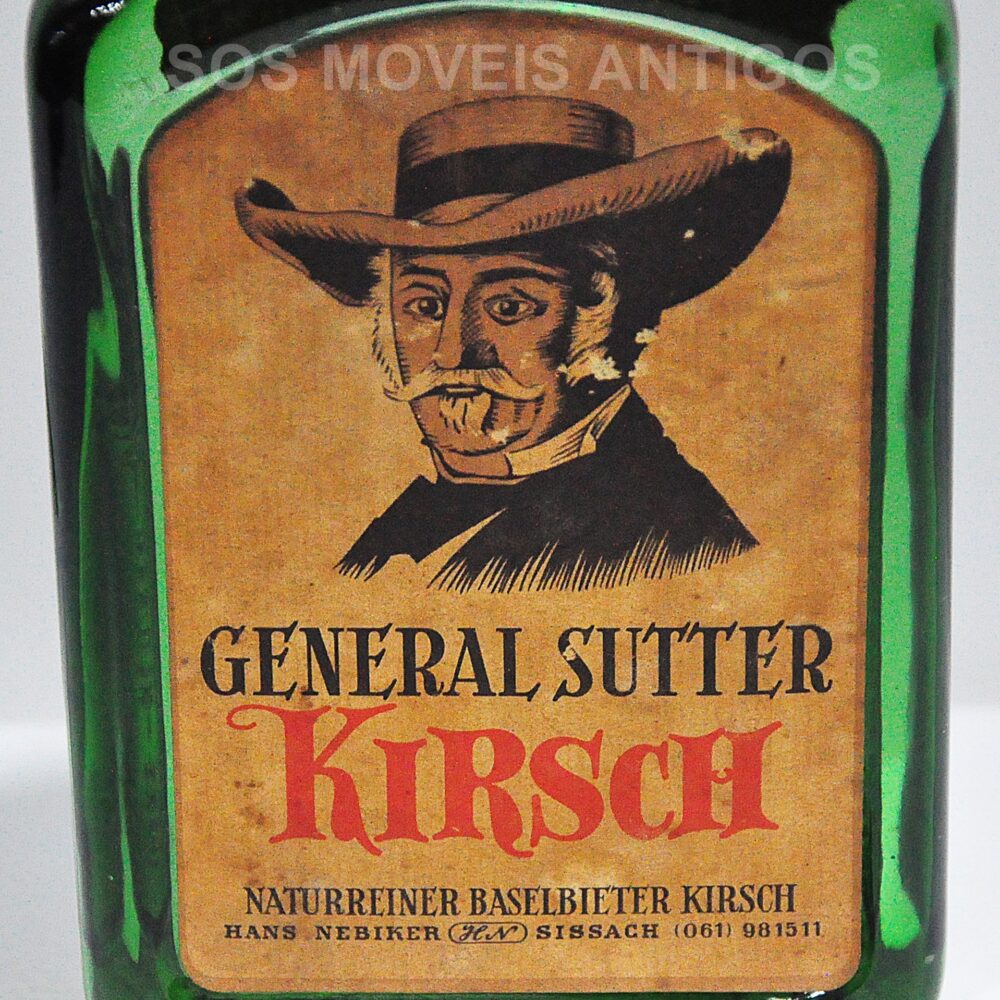 SOS MOVEIS ANTIGOS
GENERAL SUTTER
KIRSCH
NATURREINER BASELBIETER KIRSCH
HANS NEBIKER HN SISSACH (061) 981511